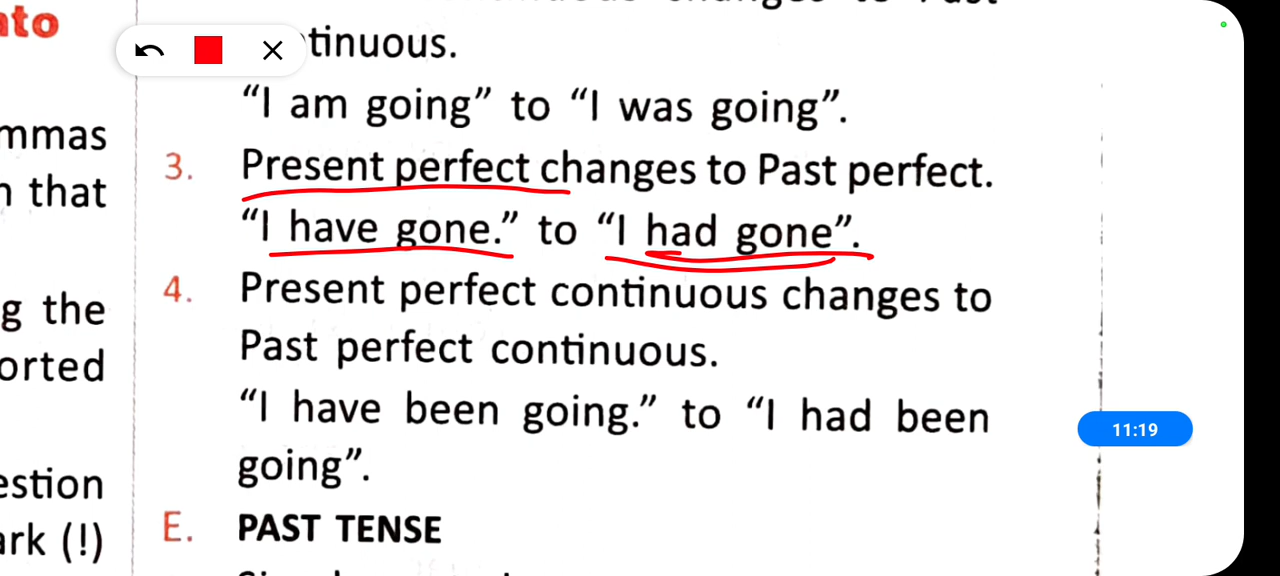 ato
tinuous.
"I am going" to "I was going".
mmas
3. Present perfect changes to Past perfect.
that
"I have gone." to "I had gone".
4. Present perfect continuous changes to
g the
Past perfect continuous.
orted
"I have been going." to "I had been
11:19
going".
estion
E. PAST TENSE
ark (!)